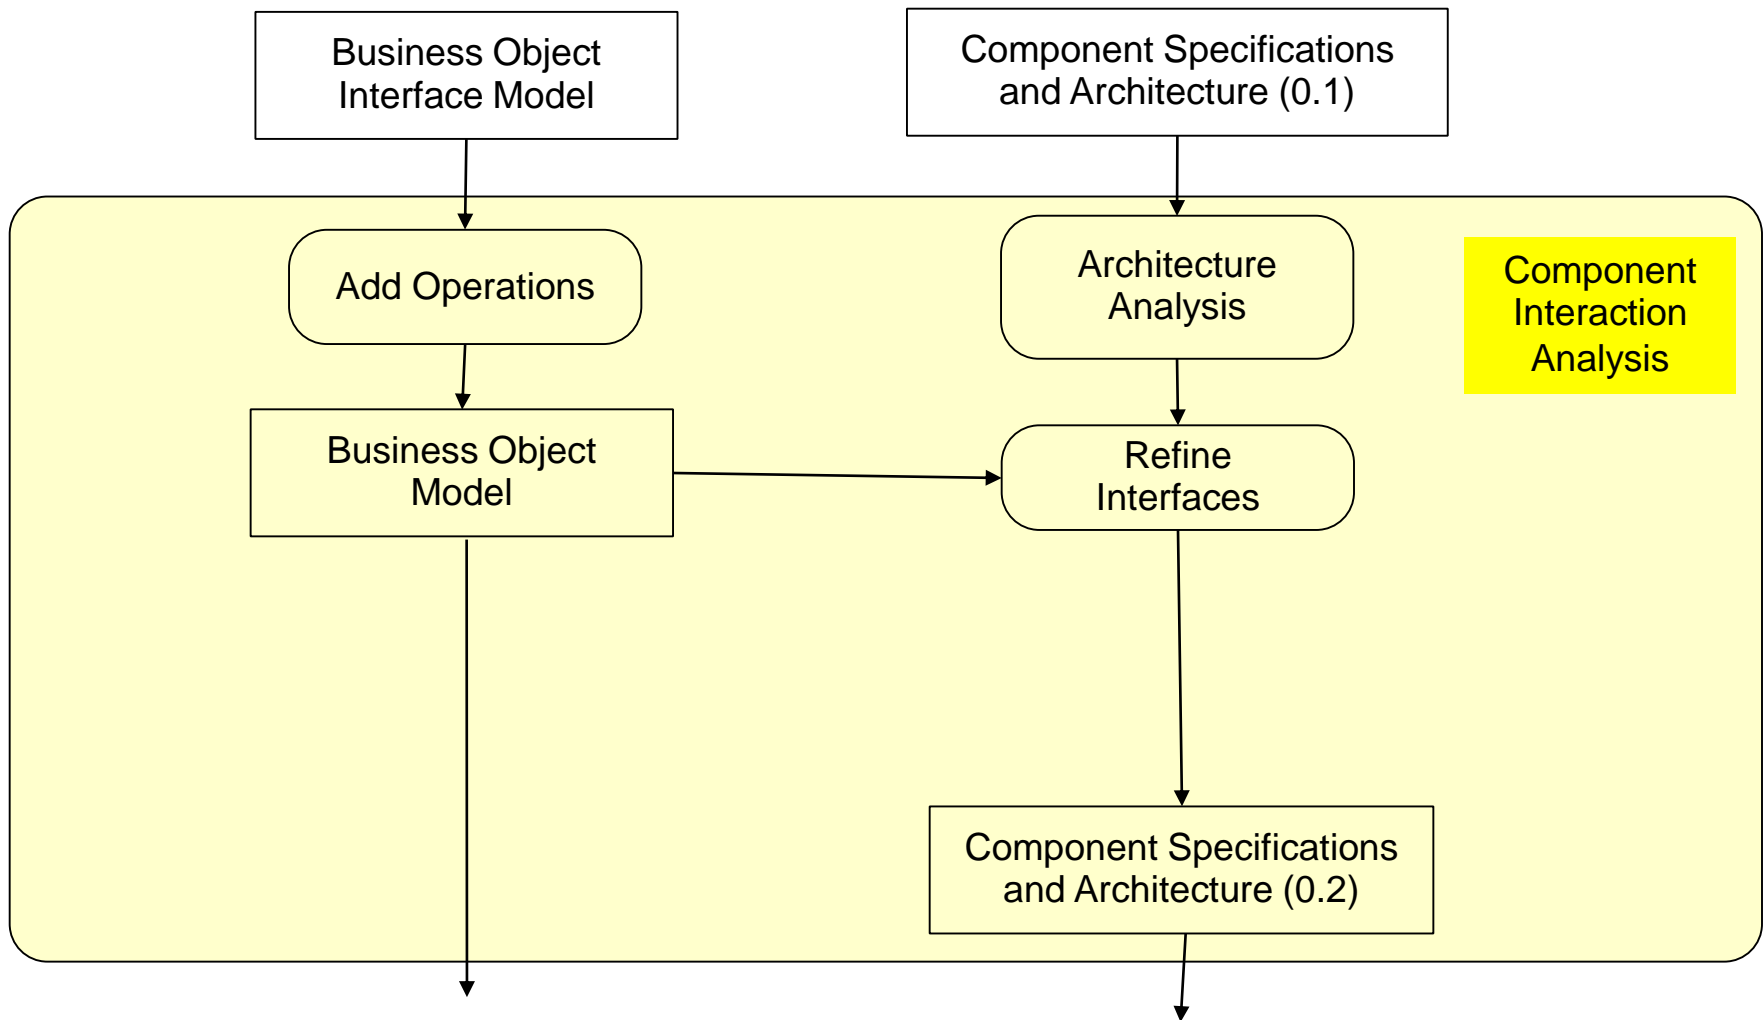 Business Object
Interface Model
Component Specifications
and Architecture (0.1)
Add Operations
Architecture
Analysis
Component
Interaction
Analysis
Business Object
Model
Refine
Interfaces
Component Specifications
and Architecture (0.2)